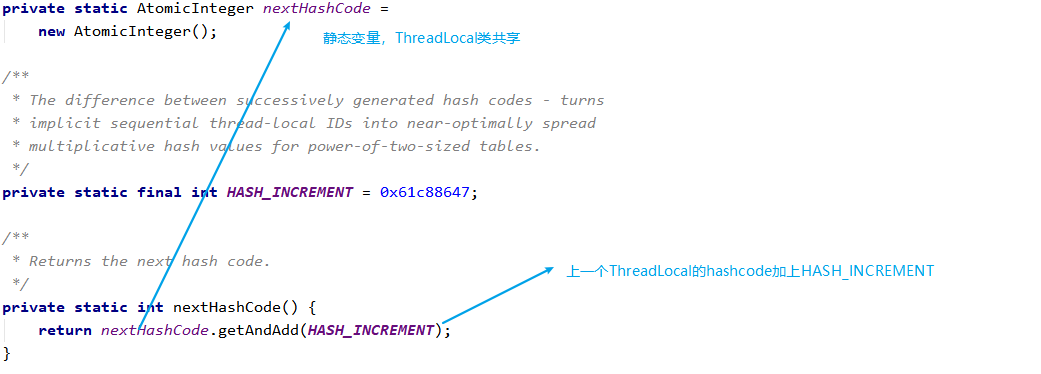 private static AtomicInteger nextHashCode =
    new AtomicInteger();
静态变量，ThreadLocal类共享
/**
 * The difference between successively generated hash codes - turns
 * implicit sequential thread-local IDs into near-optimally spread
 * multiplicative hash values for power-of-two-sized tables.
 */
private static final int HASH_INCREMENT = 0x61c88647;
/**
 * Returns the next hash code.
 */
上一个ThreadLocal的hashcode加上HASH_INCREMENT
private static int nextHashCode() {
    return nextHashCode.getAndAdd(HASH_INCREMENT);
}